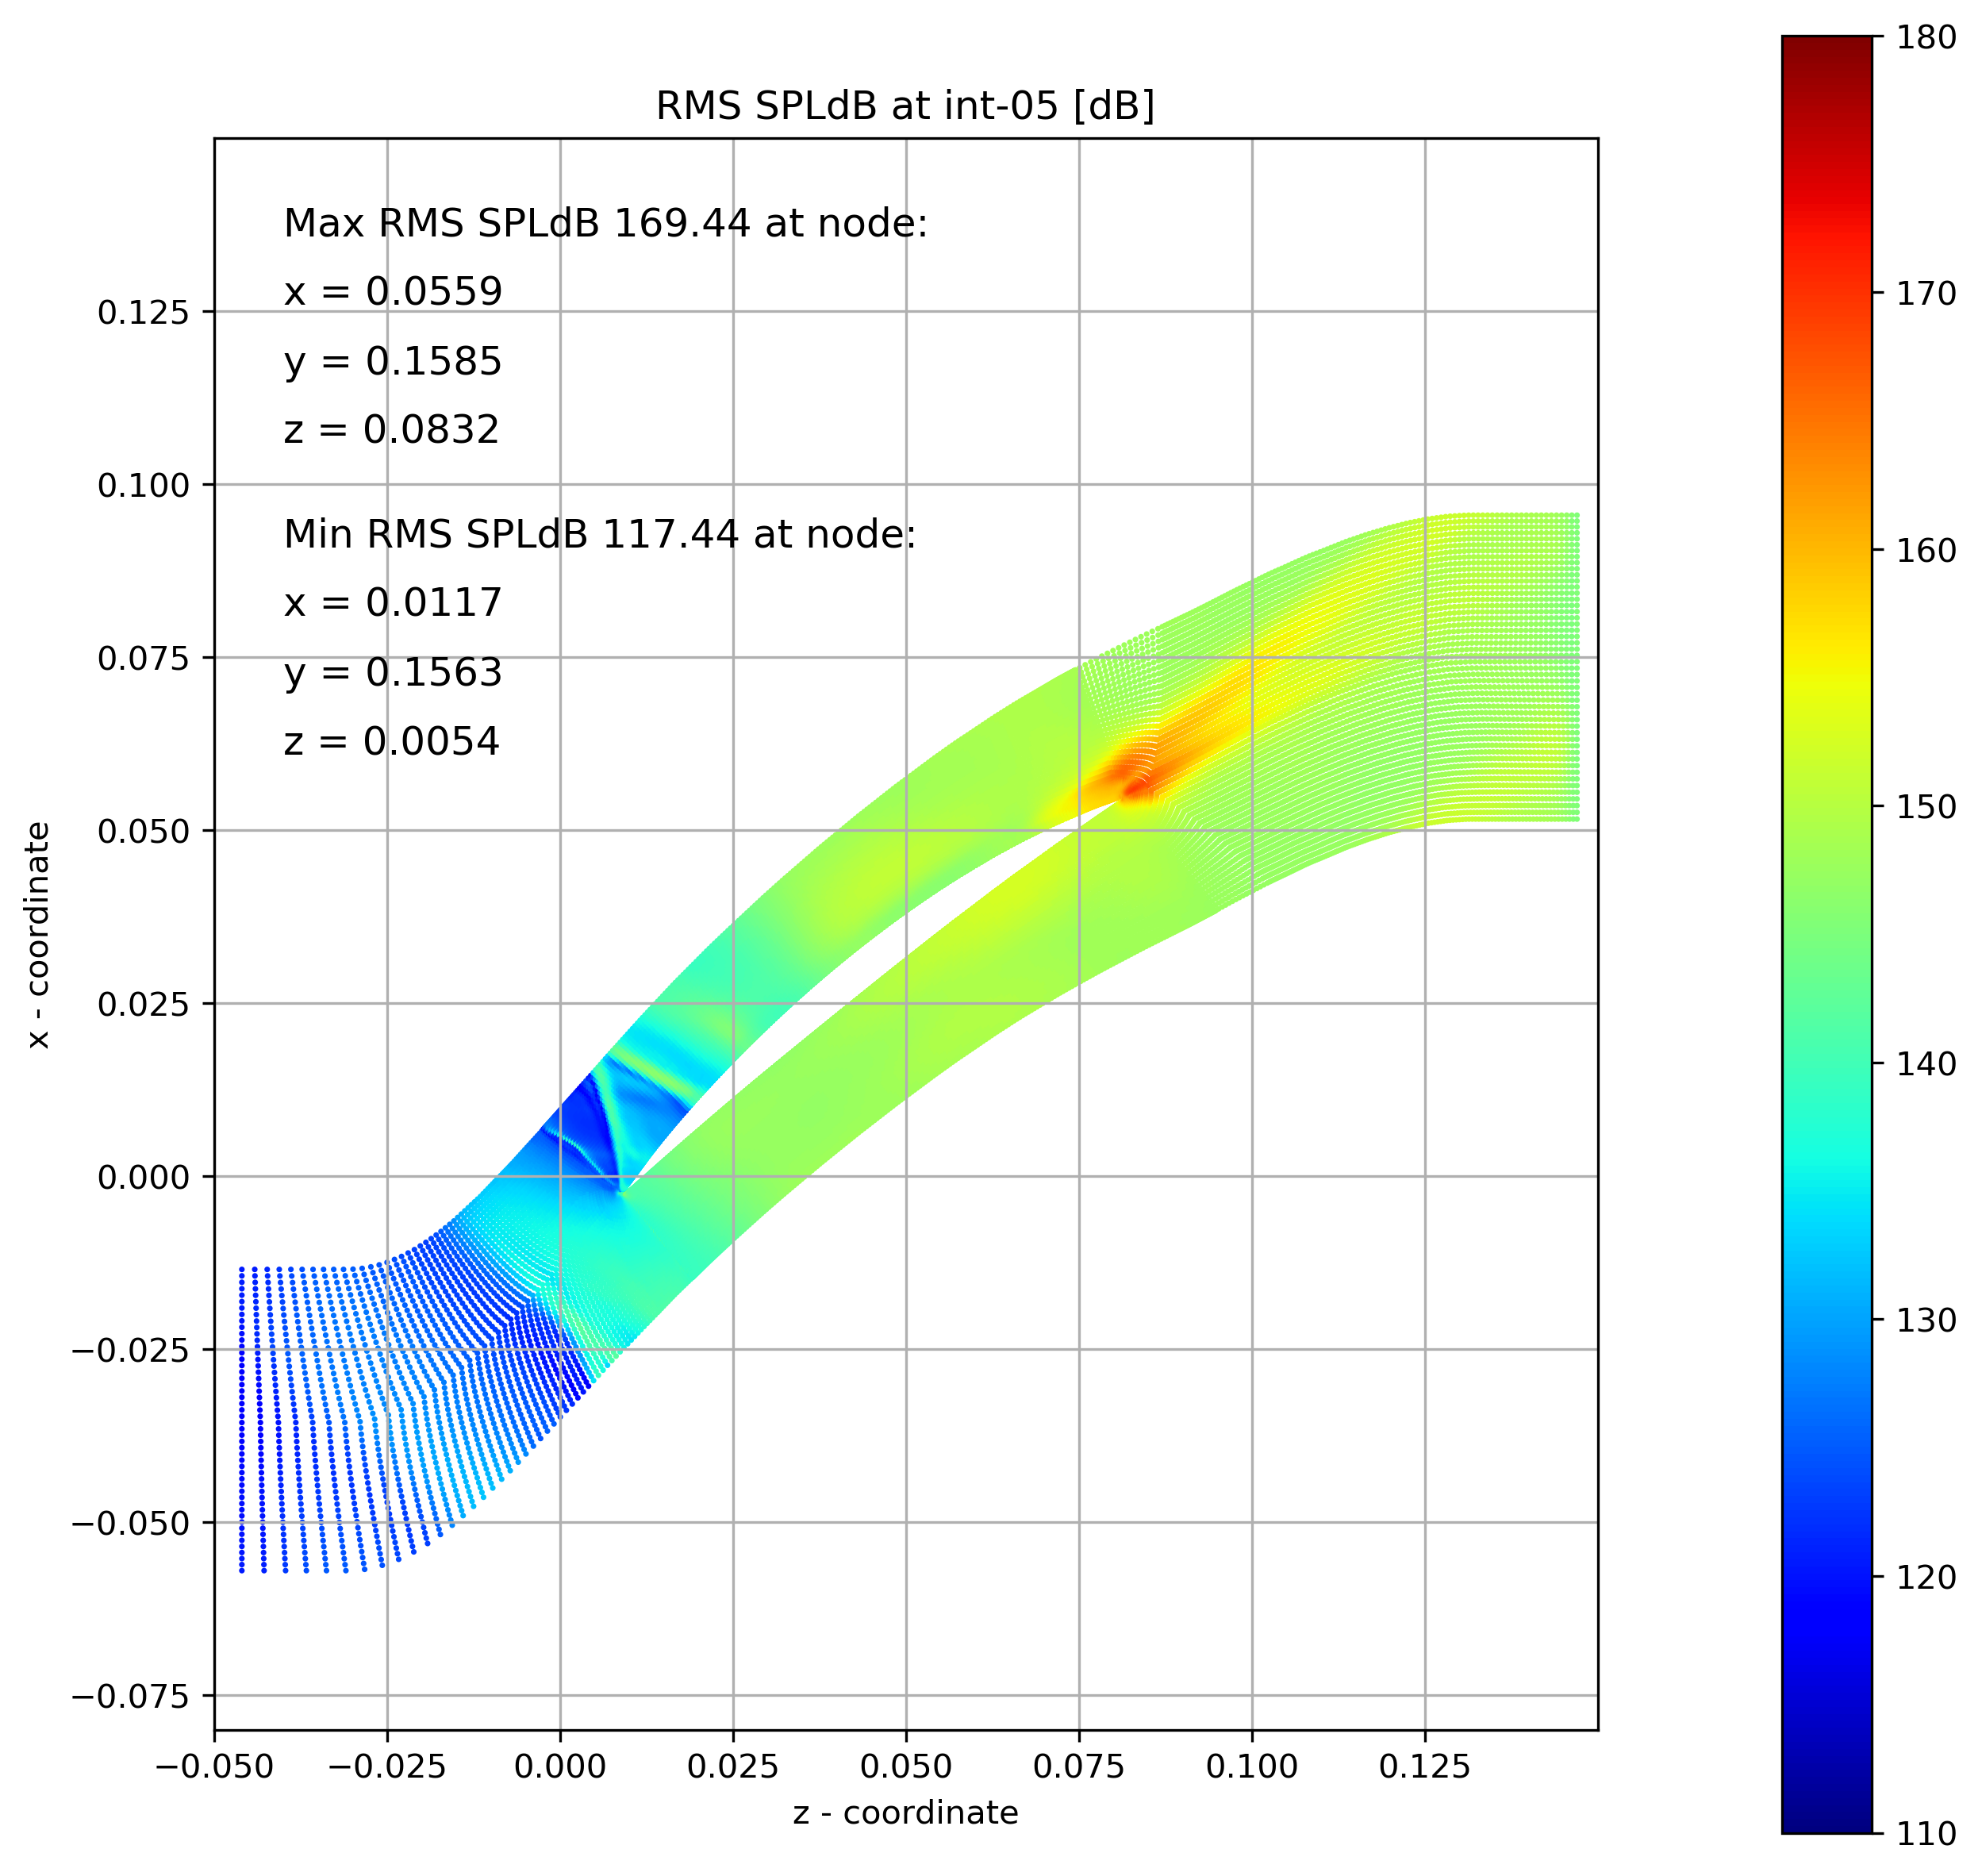 RMS SPLdB at int-05 [dB]
Max RMS SPLdB 169.44 at node:
x = 0.0559
y = 0.1585
z = 0.0832
Min RMS SPLdB 117.44 at node:
x = 0.0117
y = 0.1563
z = 0.0054
x - coordinate
0.125
0.100
0.075
0.050
0.025
0.000
−0.025
−0.050
−0.075
−0.050 −0.025 0.000 0.025 0.050 0.075 0.100 0.125
z - coordinate
180
170
160
150
140
130
120
110